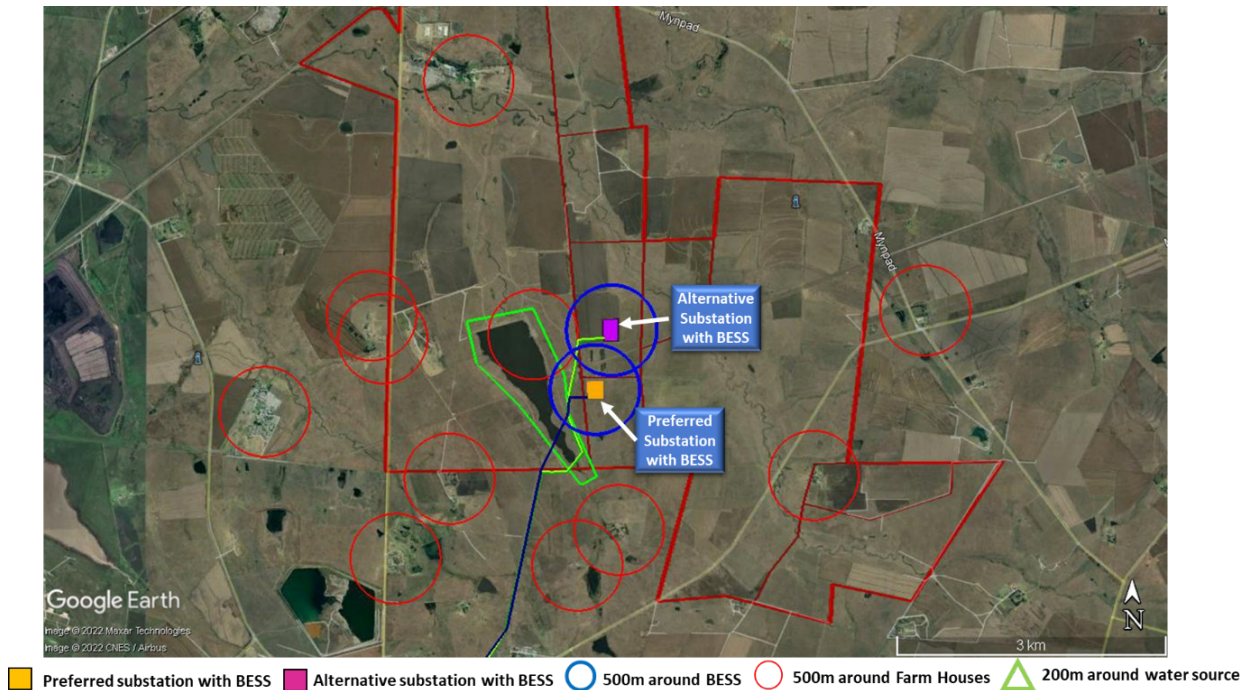 Mynpad
Mynpad
Alternative
Substation
with BESS
Preferred
Substation
with BESS
Google Earth
Image © 2022 Maxar Technologies
Image © 2022 CNES / Airbus
N
3 km
Preferred substation with BESS
Alternative substation with BESS
500m around BESS
500m around Farm Houses
200m around water source